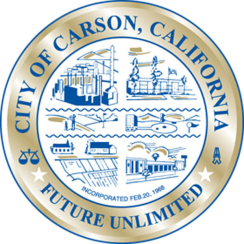 CITY OF CARSON, CALIFORNIA
INCORPORATED FEB. 20, 1968
FUTURE UNLIMITED